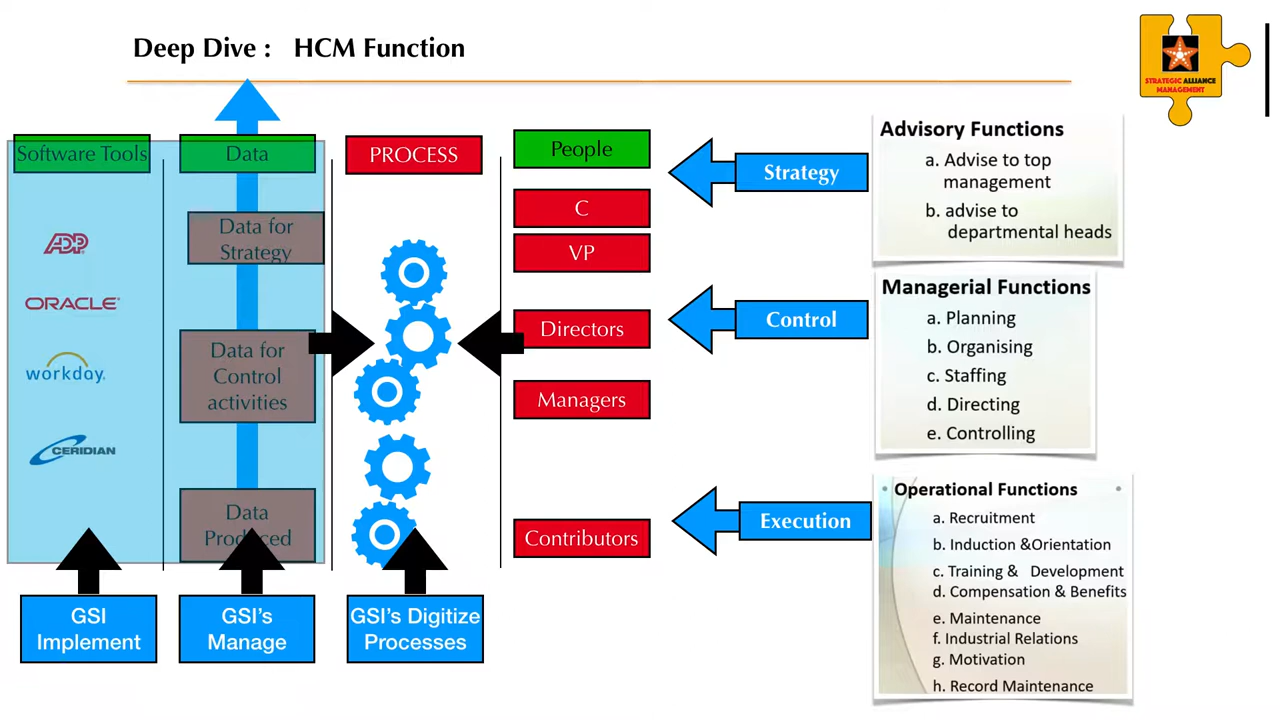 Deep Dive :   HCM Function
STRATEGIC ALLIANCE
MANAGEMENT
Software Tools
ADP
ORACLE
workday.
CERIDIAN
GSI
Implement
Data
Data for
Strategy
Data for
Control
activities
Data
Produced
GSI's
Manage
PROCESS
GSI's Digitize
Processes
People
C
VP
Directors
Managers
Contributors
Strategy
Control
Execution
Advisory Functions
a. Advise to top
management
b. advise to
departmental heads
Managerial Functions
a. Planning
b. Organising
c. Staffing
d. Directing
e. Controlling
• Operational Functions •
a. Recruitment
b. Induction &Orientation
c. Training &   Development
d. Compensation & Benefits
e. Maintenance
f. Industrial Relations
g. Motivation
h. Record Maintenance